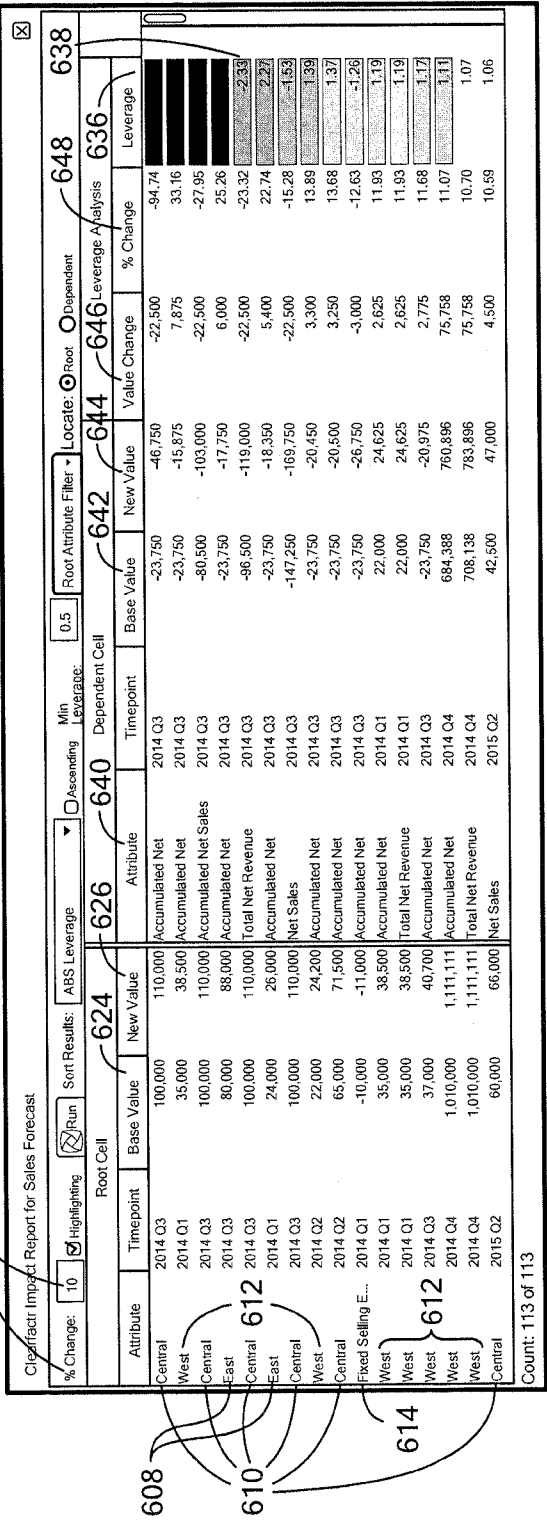 Clearfactr Impact Report for Sales Forecast
% Change: 10 Highlighting Run Sort Results: ABS Leverage Ascending Min Leverage: 0.5 Root Attribute Filter Locate: Root Dependent
Root Cell 624 626 640 Dependent Cell 642 644 646 Leverage Analysis 648 636 638
Attribute Timepoint Base Value New Value Attribute Timepoint Base Value New Value Value Change % Change Leverage
Central 2014 Q3 100,000 110,000 Accumulated Net 2014 Q3 -23,750 -46,750 -22,500 -94.74
West 2014 Q1 35,000 38,500 Accumulated Net 2014 Q3 -23,750 -15,875 7,875 33.16
Central 2014 Q3 100,000 110,000 Accumulated Net Sales 2014 Q3 -80,500 -103,000 -22,500 -27.95
East 2014 Q3 80,000 88,000 Accumulated Net 2014 Q3 -23,750 -17,750 6,000 25.26
Central 2014 Q3 100,000 110,000 Total Net Revenue 2014 Q3 -96,500 -119,000 -22,500 -23.32 -2.33
East 2014 Q1 24,000 26,000 Accumulated Net 2014 Q3 -23,750 -18,350 5,400 22.74 2.27
Central 2014 Q3 100,000 110,000 Net Sales 2014 Q3 -147,250 -169,750 -22,500 -15.28 -1.53
West 2014 Q2 22,000 24,200 Accumulated Net 2014 Q3 -23,750 -20,450 3,300 13.89 1.39
Central 2014 Q2 65,000 71,500 Accumulated Net 2014 Q3 -23,750 -20,500 3,250 13.68 1.37
Fixed Selling E... 2014 Q1 -10,000 -11,000 Accumulated Net 2014 Q3 -23,750 -26,750 -3,000 -12.63 -1.26
West 2014 Q1 35,000 38,500 Accumulated Net 2014 Q1 22,000 24,625 2,625 11.93 1.19
West 2014 Q1 35,000 38,500 Total Net Revenue 2014 Q1 22,000 24,625 2,625 11.93 1.19
West 2014 Q3 37,000 40,700 Accumulated Net 2014 Q3 -23,750 -20,975 2,775 11.68 1.17
West 2014 Q4 1,010,000 1,111,111 Accumulated Net 2014 Q4 684,388 760,896 75,758 11.07 1.11
West 2014 Q4 1,010,000 1,111,111 Total Net Revenue 2014 Q4 708,138 783,896 75,758 10.70 1.07
Central 2015 Q2 60,000 66,000 Net Sales 2015 Q2 42,500 47,000 4,500 10.59 1.06
Count: 113 of 113
608
610
612
614
612